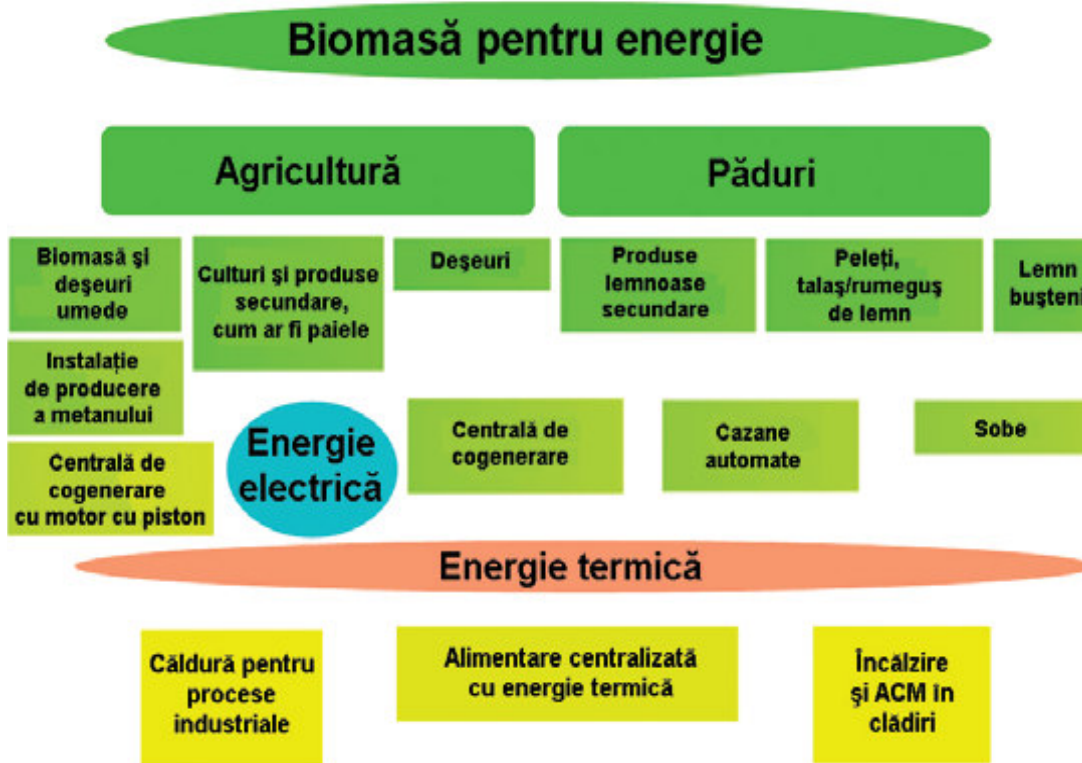 Biomasă pentru energie
Agricultură
Păduri
Biomasă şi
deşeuri
umede
Culturi şi produse
secundare,
cum ar fi paiele
Deşeuri
Produse
lemnoase
secundare
Peleţi,
talaş/rumeguş
de lemn
Lemn
buşteni
Instalaţie
de producere
a metanului
Centrală de
cogenerare
cu motor cu piston
Energie
electrică
Centrală de
cogenerare
Cazane
automate
Sobe
Energie termică
Căldură pentru
procese
industriale
Alimentare centralizată
cu energie termică
Încălzire
şi ACM în
clădiri